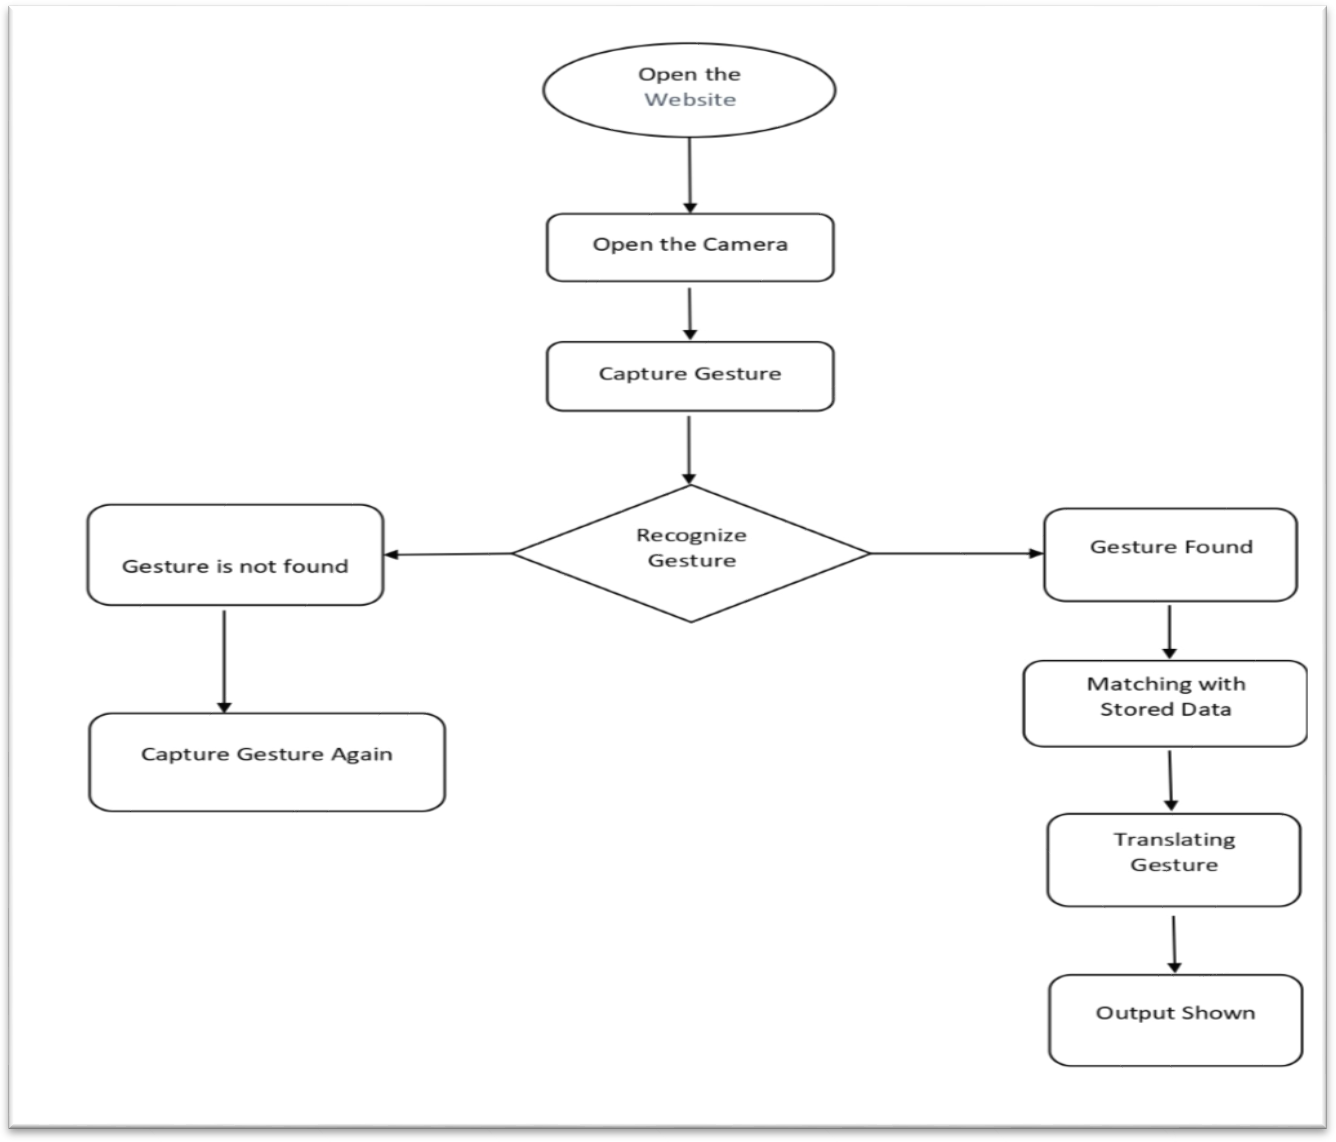 Open the
Website
Open the Camera
Capture Gesture
Recognize
Gesture
Gesture is not found
Gesture Found
Capture Gesture Again
Matching with
Stored Data
Translating
Gesture
Output Shown